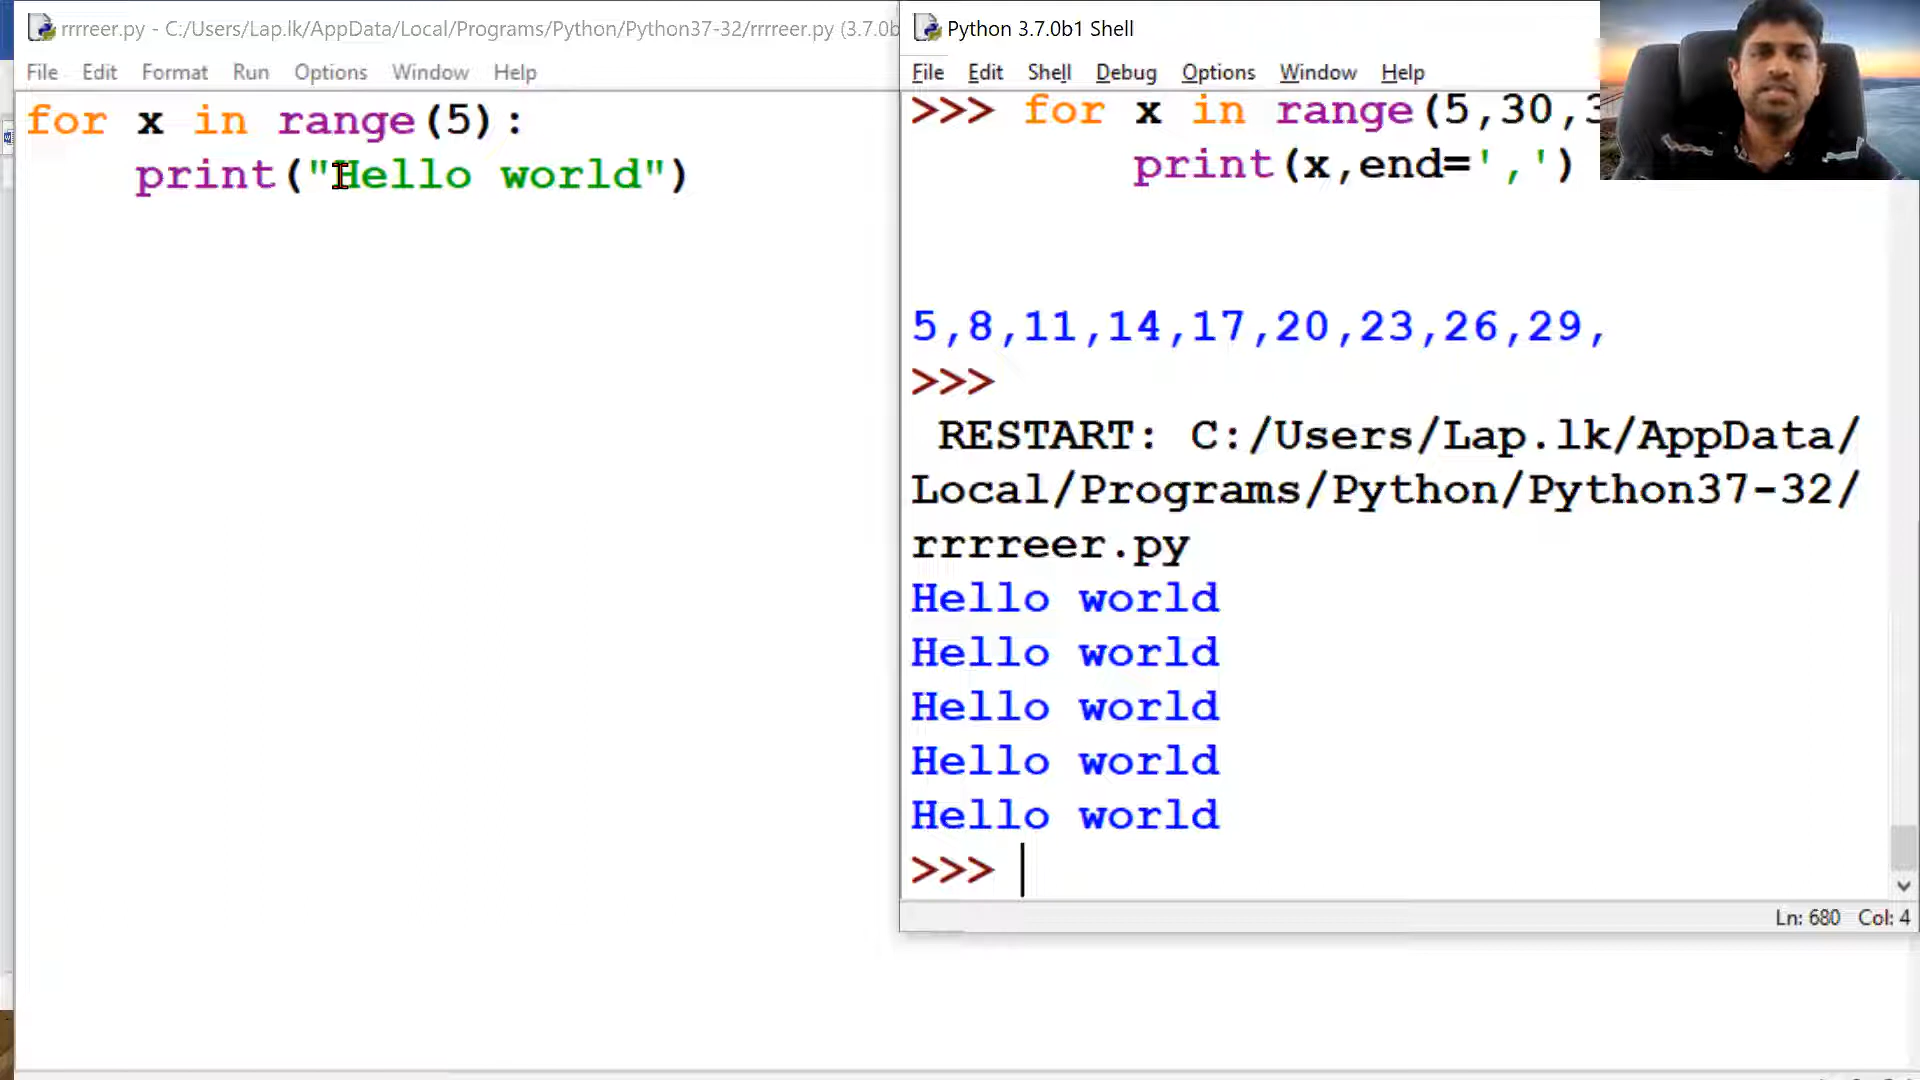 rrrreer.py - C:/Users/Lap.lk/AppData/Local/Programs/Python/Python37-32/rrrreer.py (3.7.0b
File Edit Format Run Options Window Help
for x in range(5):
print("Hello world")
Python 3.7.0b1 Shell
File Edit Shell Debug Options Window Help
>>> for x in range(5,30,3
print(x,end=',')
5,8,11,14,17,20,23,26,29,
>>>
RESTART: C:/Users/Lap.lk/AppData/
Local/Programs/Python/Python37-32/
rrrreer.py
Hello world
Hello world
Hello world
Hello world
Hello world
>>>
Ln: 680 Col: 4